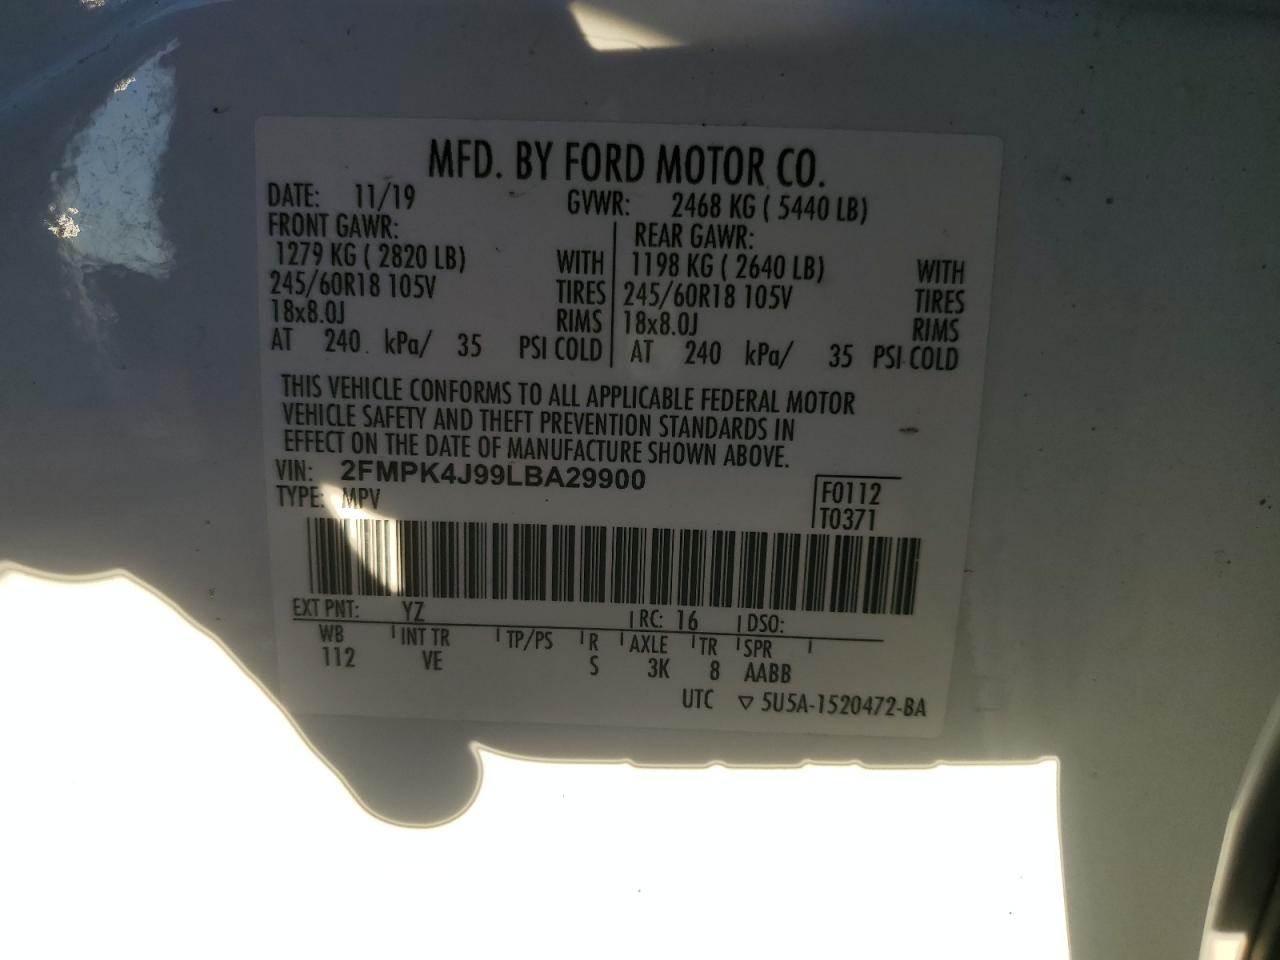 MFD. BY FORD MOTOR CO.
DATE: 11/19 GVWR: 2468 KG ( 5440 LB)
FRONT GAWR: REAR GAWR:
1279 KG ( 2820 LB) WITH 1198 KG ( 2640 LB) WITH
245/60R18 105V TIRES 245/60R18 105V TIRES
18x8.0J RIMS 18x8.0J RIMS
AT 240 kPa/ 35 PSI COLD AT 240 kPa/ 35 PSI COLD
THIS VEHICLE CONFORMS TO ALL APPLICABLE FEDERAL MOTOR
VEHICLE SAFETY AND THEFT PREVENTION STANDARDS IN
EFFECT ON THE DATE OF MANUFACTURE SHOWN ABOVE.
VIN: 2FMPK4J99LBA29900
TYPE: MPV
F0112
T0371
EXT PNT: YZ RC: 16 DSO:
WB INT TR TP/PS R AXLE TR SPR
112 VE S 3K 8 AABB
UTC ▽ 5U5A-1520472-BA